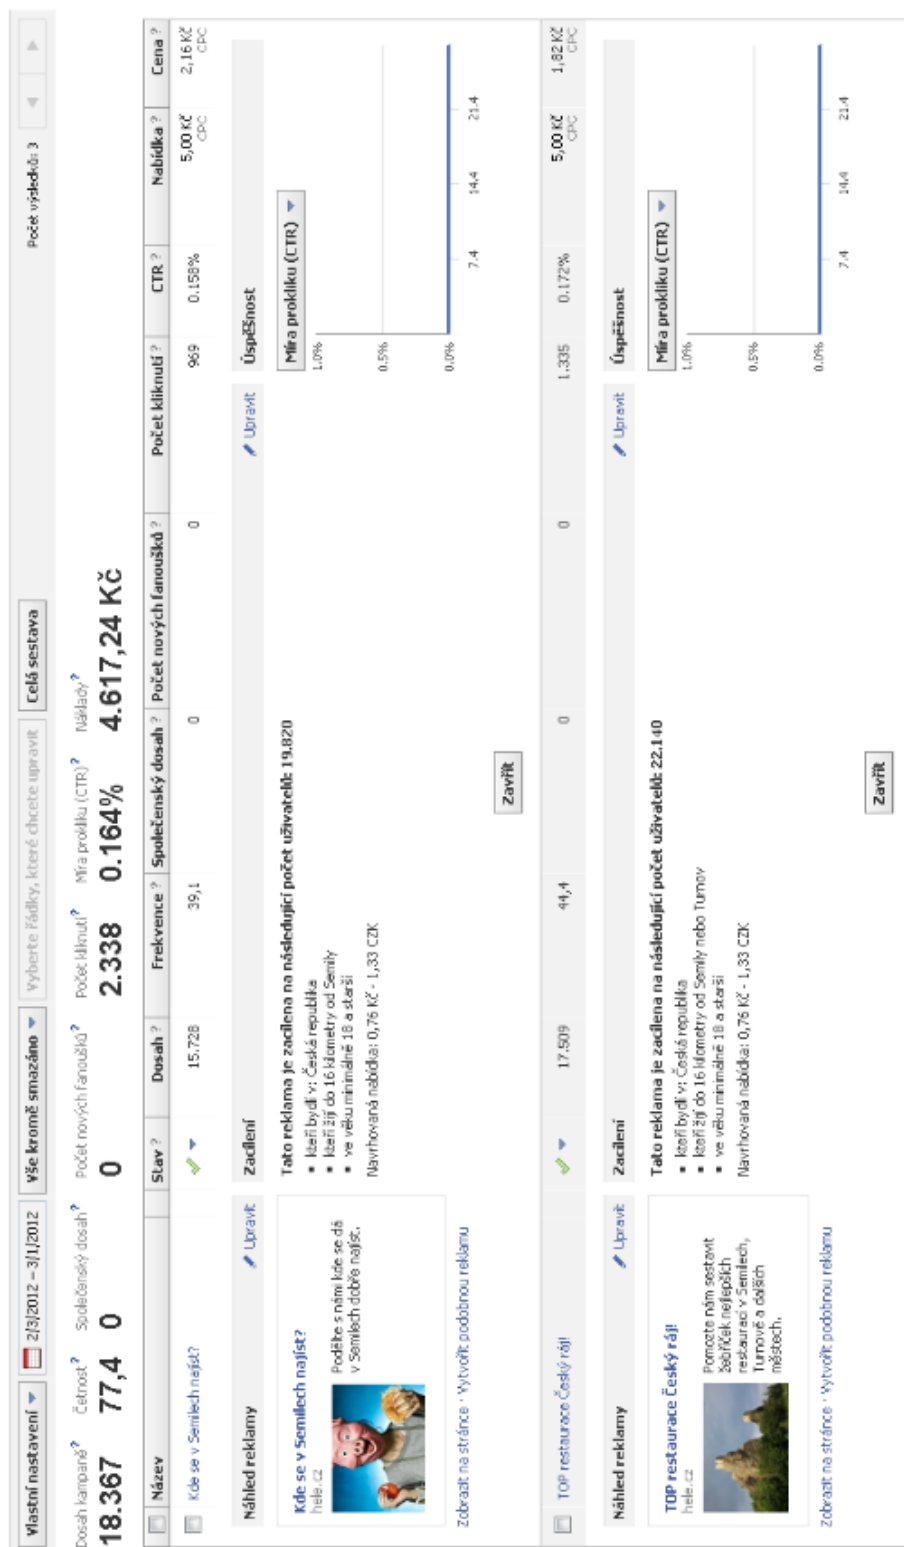 Vlastní nastavení 2/3/2012 – 3/1/2012 Vše kromě smazáno Vyberte řádky, které chcete upravit Celá sestava Počet výsledků: 3
Dosah kampaně? Četnost? Společenský dosah? Počet nových fanoušků? Počet kliknutí? Míra prokliku (CTR)? Náklady?
18.367 77,4 0 0 2.338 0.164% 4.617,24 Kč
Název Stav ? Dosah ? Frekvence ? Společenský dosah ? Počet nových fanoušků ? Počet kliknutí ? CTR ? Nabídka ? Cena ?
Kde se v Semilech najíst? 15.728 39,1 0 0 969 0.158% 5,00 Kč 2,16 Kč
CPC CPC
Náhled reklamy Upravit Zacílení Upravit Úspěšnost
Kde se v Semilech najíst?
hele.cz
Podělte s námi kde se dá
v Semilech dobře najíst.
Zobrazit na stránce · Vytvořit podobnou reklamu
Tato reklama je zacílena na následující počet uživatelů: 19.820
▪ kteří bydlí v: Česká republika
▪ kteří žijí do 16 kilometry od Semily
▪ ve věku minimálně 18 a starší
Navrhovaná nabídka: 0,76 Kč - 1,33 CZK
Míra prokliku (CTR)
1.0%
0.5%
0.0%
7.4 14.4 21.4
Zavřít
TOP restaurace Český ráj! 17.509 44,4 0 0 1.335 0.172% 5,00 Kč 1,82 Kč
CPC CPC
Náhled reklamy Upravit Zacílení Upravit Úspěšnost
TOP restaurace Český ráj!
hele.cz
Pomozte nám sestavit
žebříček nejlepších
restaurací v Semilech,
Turnově a dalších
městech.
Zobrazit na stránce · Vytvořit podobnou reklamu
Tato reklama je zacílena na následující počet uživatelů: 22.140
▪ kteří bydlí v: Česká republika
▪ kteří žijí do 16 kilometry od Semily nebo Turnov
▪ ve věku minimálně 18 a starší
Navrhovaná nabídka: 0,76 Kč - 1,33 CZK
Míra prokliku (CTR)
1.0%
0.5%
0.0%
7.4 14.4 21.4
Zavřít